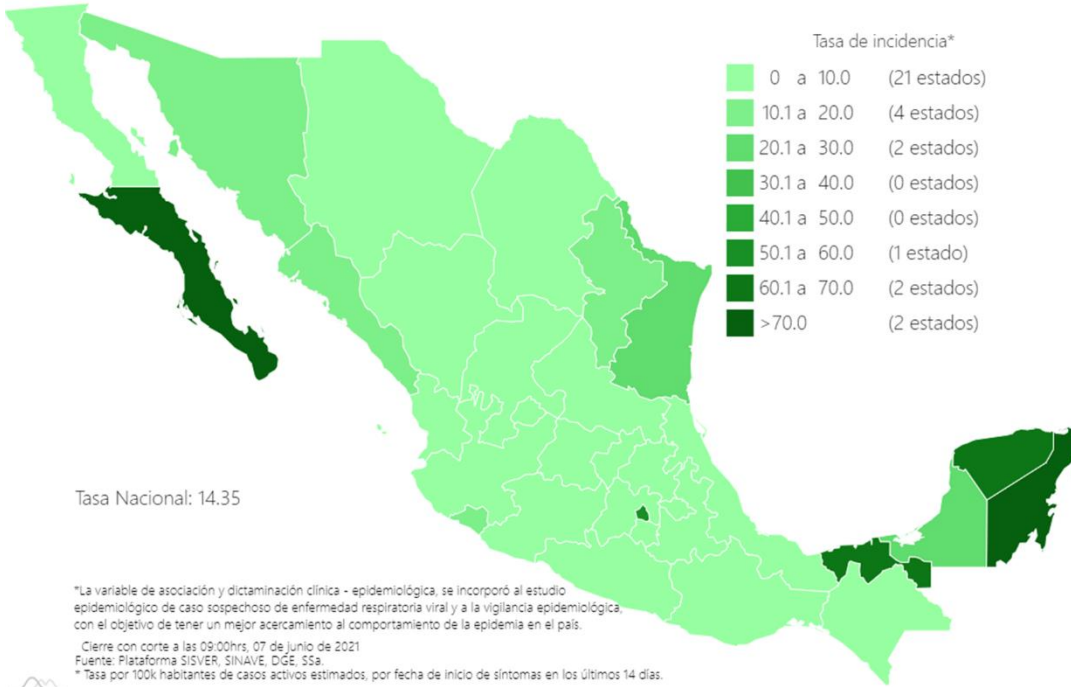 Tasa de incidencia*
0 a 10.0 (21 estados)
10.1 a 20.0 (4 estados)
20.1 a 30.0 (2 estados)
30.1 a 40.0 (0 estados)
40.1 a 50.0 (0 estados)
50.1 a 60.0 (1 estado)
60.1 a 70.0 (2 estados)
>70.0 (2 estados)
Tasa Nacional: 14.35
*La variable de asociación y dictaminación clínica - epidemiológica, se incorporó al estudio
epidemiológico de caso sospechoso de enfermedad respiratoria viral y a la vigilancia epidemiológica,
con el objetivo de tener un mejor acercamiento al comportamiento de la epidemia en el país.
Cierre con corte a las 09:00hrs, 07 de junio de 2021
Fuente: Plataforma SISVER, SINAVE, DGE, SSa.
* Tasa por 100k habitantes de casos activos estimados, por fecha de inicio de síntomas en los últimos 14 días.